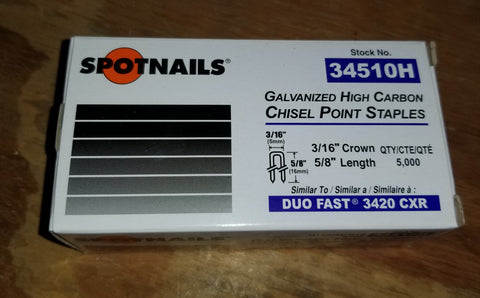 SPOTNAILS®
Stock No.
34510H
GALVANIZED HIGH CARBON
CHISEL POINT STAPLES
3/16"
(5mm)
5/8"
(16mm)
3/16" Crown QTY/CTE/QTÉ
5/8" Length 5,000
Similar To / Similar a / Similaire à :
DUO FAST® 3420 CXR
SPOTNAILS